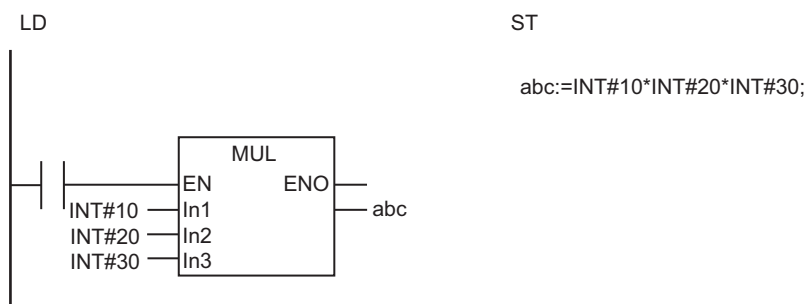 LD
ST
abc:=INT#10*INT#20*INT#30;
MUL
EN ENO
INT#10 In1 abc
INT#20 In2
INT#30 In3